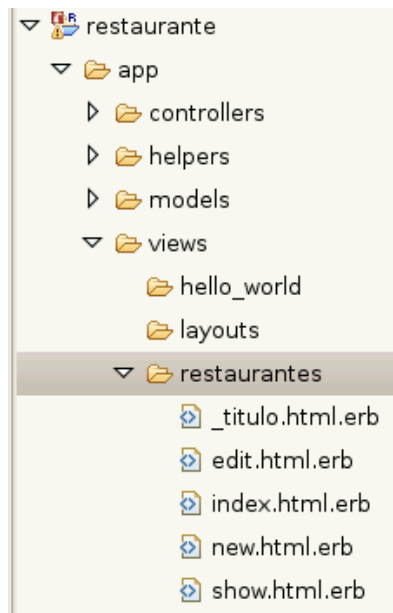 restaurante
app
controllers
helpers
models
views
hello_world
layouts
restaurantes
_titulo.html.erb
edit.html.erb
index.html.erb
new.html.erb
show.html.erb